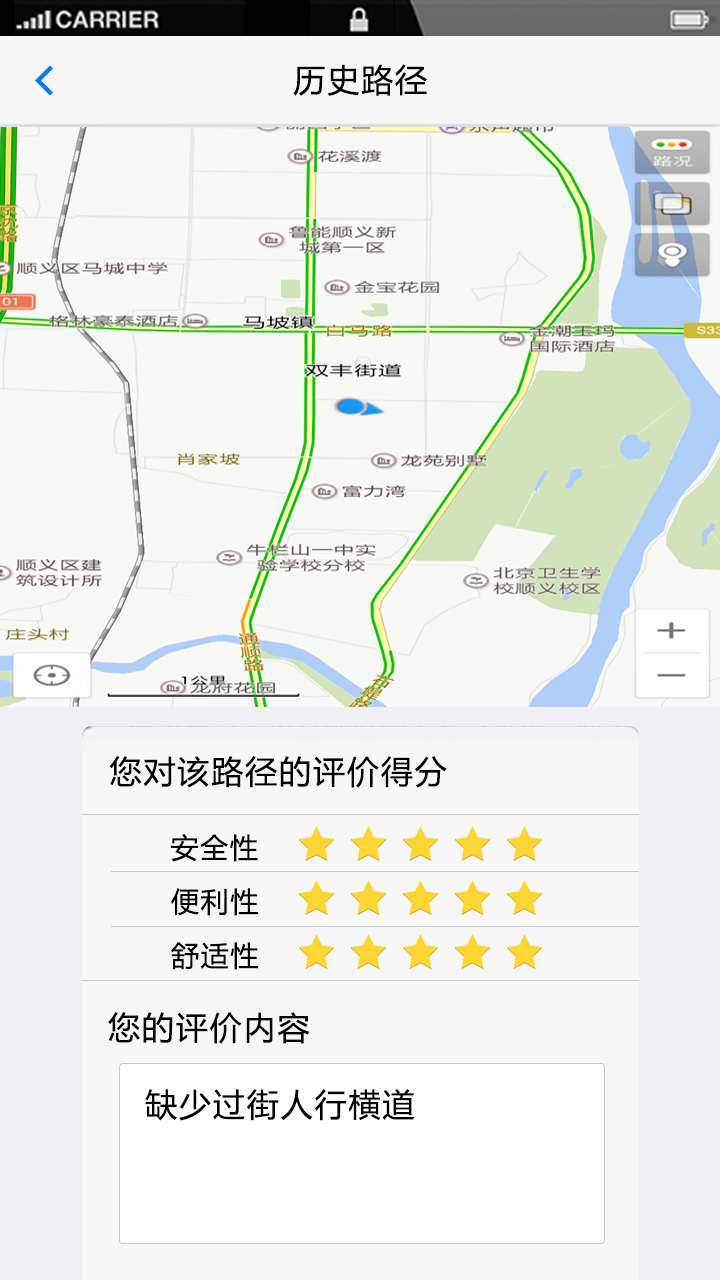 CARRIER
历史路径
花溪渡
路况
鲁能顺义新
城第一区
顺义区马城中学
金宝花园
01
格林豪泰酒店
马坡镇
白马路
金潮玉玛
国际酒店
S33
双丰街道
肖家坡
龙苑别墅
富力湾
牛栏山一中实
验学校分校
顺义区建
筑设计所
北京卫生学
校顺义校区
庄头村
通顺路
1公里
龙府花园
您对该路径的评价得分
安全性
便利性
舒适性
您的评价内容
缺少过街人行横道